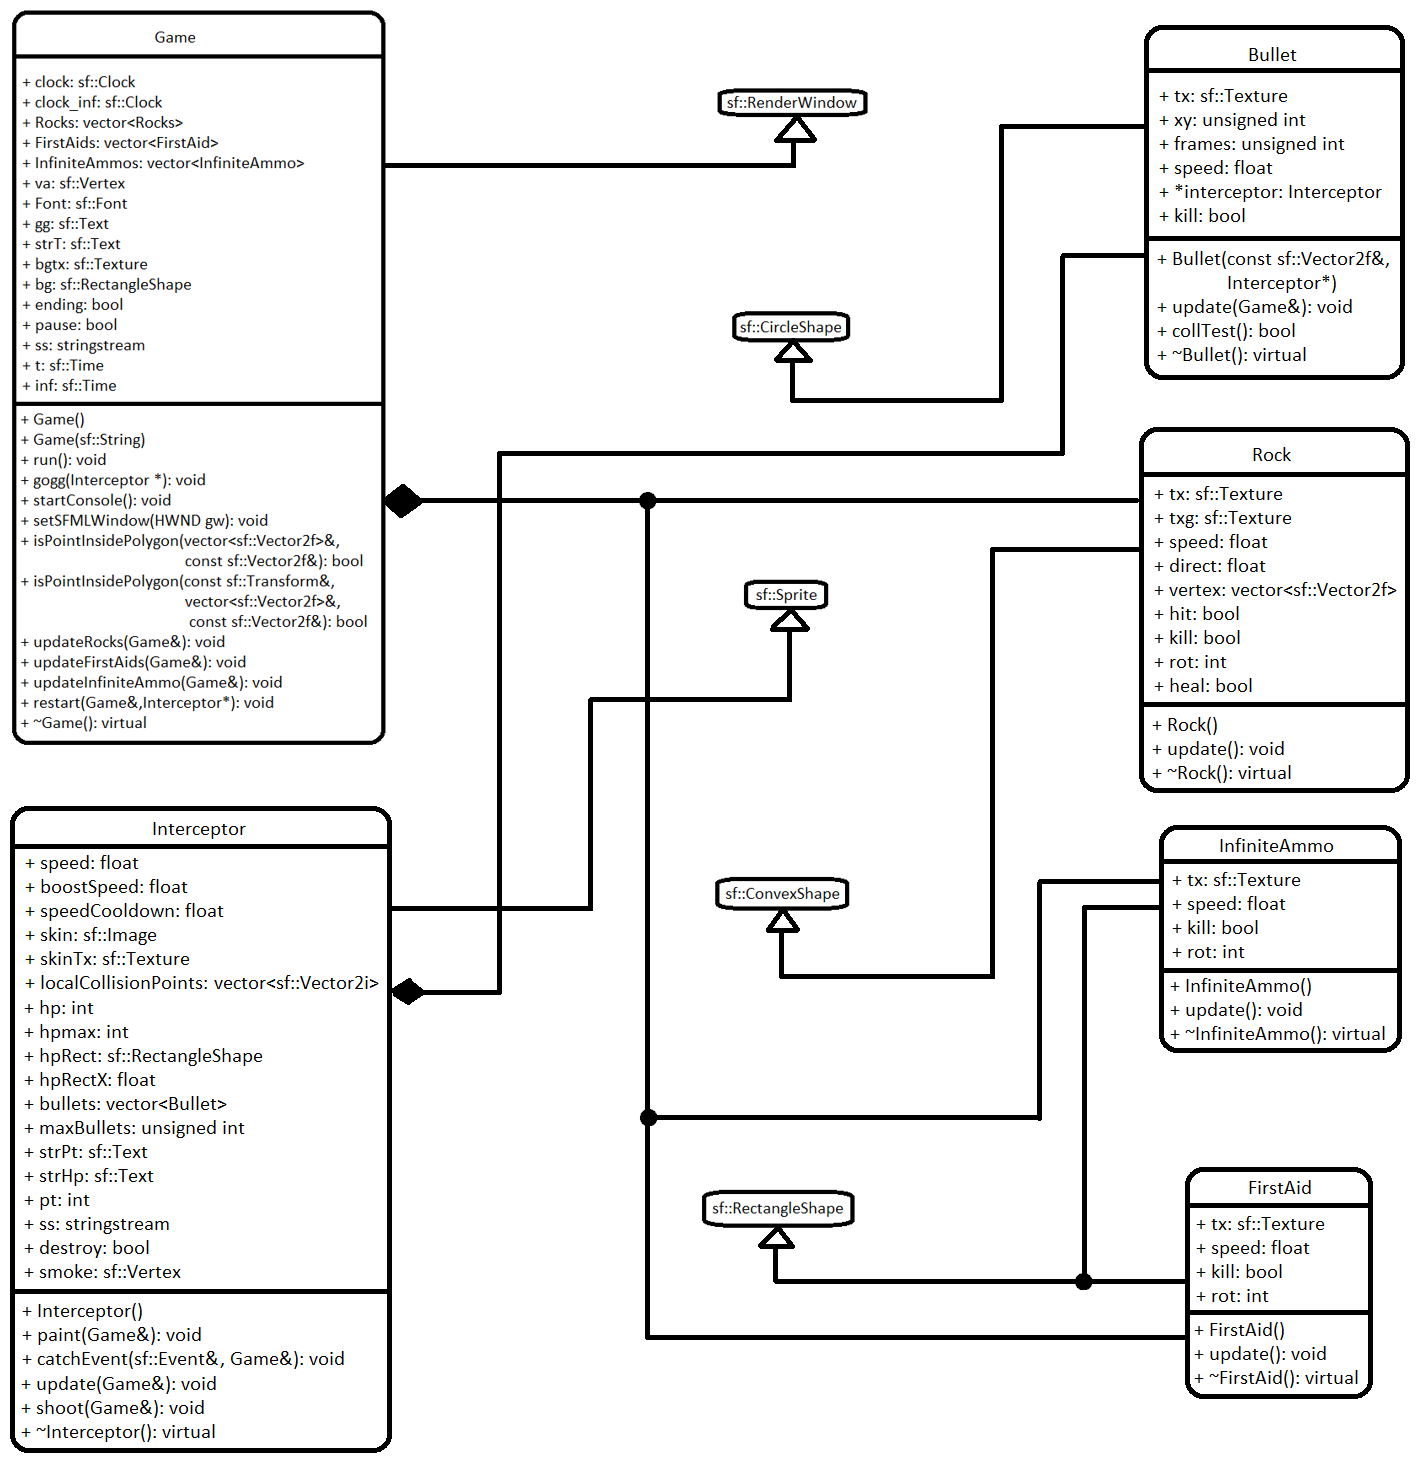 Game
+ clock: sf::Clock
+ clock_inf: sf::Clock
+ Rocks: vector<Rocks>
+ FirstAids: vector<FirstAid>
+ InfiniteAmmos: vector<InfiniteAmmo>
+ va: sf::Vertex
+ Font: sf::Font
+ gg: sf::Text
+ strT: sf::Text
+ bgtx: sf::Texture
+ bg: sf::RectangleShape
+ ending: bool
+ pause: bool
+ ss: stringstream
+ t: sf::Time
+ inf: sf::Time
+ Game()
+ Game(sf::String)
+ run(): void
+ gogg(Interceptor *): void
+ startConsole(): void
+ setSFMLWindow(HWND gw): void
+ isPointInsidePolygon(vector<sf::Vector2f>&,
const sf::Vector2f&): bool
+ isPointInsidePolygon(const sf::Transform&,
vector<sf::Vector2f>&,
const sf::Vector2f&): bool
+ updateRocks(Game&): void
+ updateFirstAids(Game&): void
+ updateInfiniteAmmo(Game&): void
+ restart(Game&,Interceptor*): void
+ ~Game(): virtual
Interceptor
+ speed: float
+ boostSpeed: float
+ speedCooldown: float
+ skin: sf::Image
+ skinTx: sf::Texture
+ localCollisionPoints: vector<sf::Vector2i>
+ hp: int
+ hpmax: int
+ hpRect: sf::RectangleShape
+ hpRectX: float
+ bullets: vector<Bullet>
+ maxBullets: unsigned int
+ strPt: sf::Text
+ strHp: sf::Text
+ pt: int
+ ss: stringstream
+ destroy: bool
+ smoke: sf::Vertex
+ Interceptor()
+ paint(Game&): void
+ catchEvent(sf::Event&, Game&): void
+ update(Game&): void
+ shoot(Game&): void
+ ~Interceptor(): virtual
sf::RenderWindow
sf::CircleShape
sf::Sprite
sf::ConvexShape
sf::RectangleShape
Bullet
+ tx: sf::Texture
+ xy: unsigned int
+ frames: unsigned int
+ speed: float
+ *interceptor: Interceptor
+ kill: bool
+ Bullet(const sf::Vector2f&,
Interceptor*)
+ update(Game&): void
+ collTest(): bool
+ ~Bullet(): virtual
Rock
+ tx: sf::Texture
+ txg: sf::Texture
+ speed: float
+ direct: float
+ vertex: vector<sf::Vector2f>
+ hit: bool
+ kill: bool
+ rot: int
+ heal: bool
+ Rock()
+ update(): void
+ ~Rock(): virtual
InfiniteAmmo
+ tx: sf::Texture
+ speed: float
+ kill: bool
+ rot: int
+ InfiniteAmmo()
+ update(): void
+ ~InfiniteAmmo(): virtual
FirstAid
+ tx: sf::Texture
+ speed: float
+ kill: bool
+ rot: int
+ FirstAid()
+ update(): void
+ ~FirstAid(): virtual